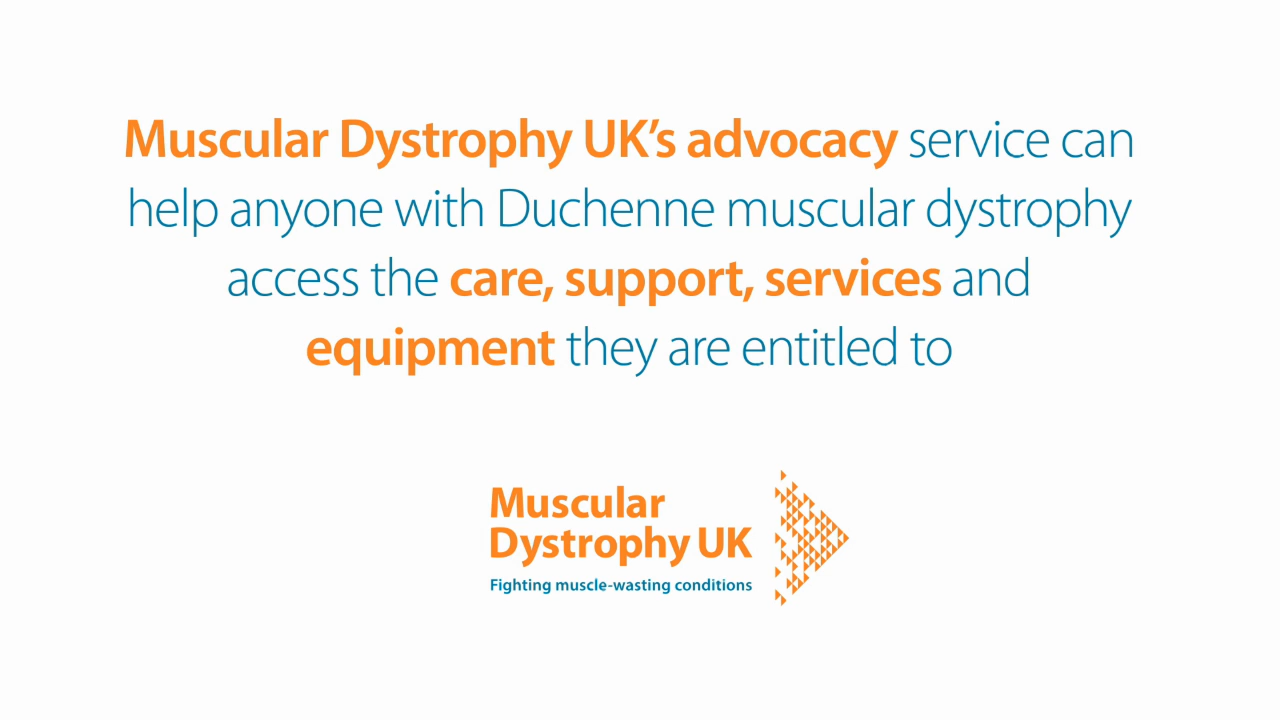 Muscular Dystrophy UK’s advocacy service can
help anyone with Duchenne muscular dystrophy
access the care, support, services and
equipment they are entitled to
Muscular
Dystrophy UK
Fighting muscle-wasting conditions